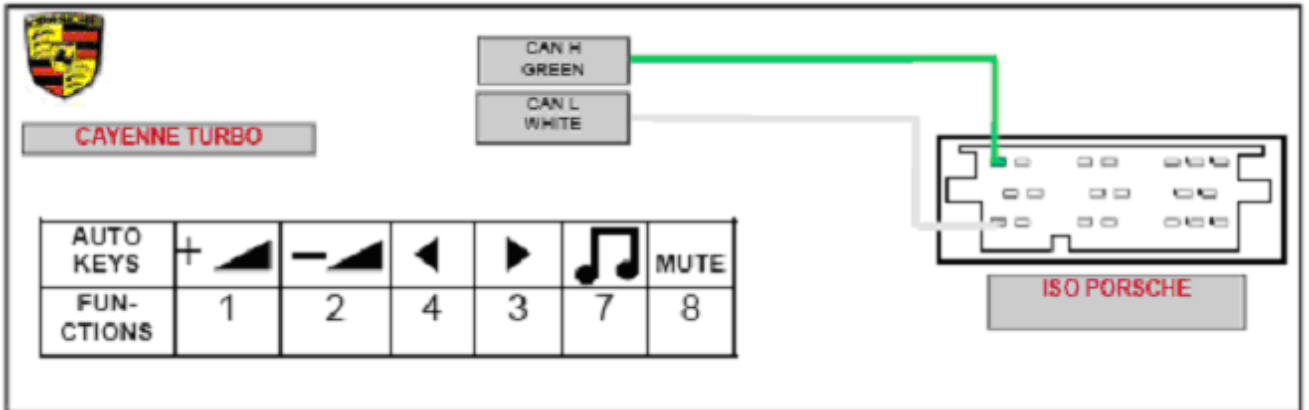 CAN H
GREEN
CAN L
WHITE
CAYENNE TURBO
AUTO
KEYS
+
−
MUTE
FUN-
CTIONS
1
2
4
3
7
8
ISO PORSCHE